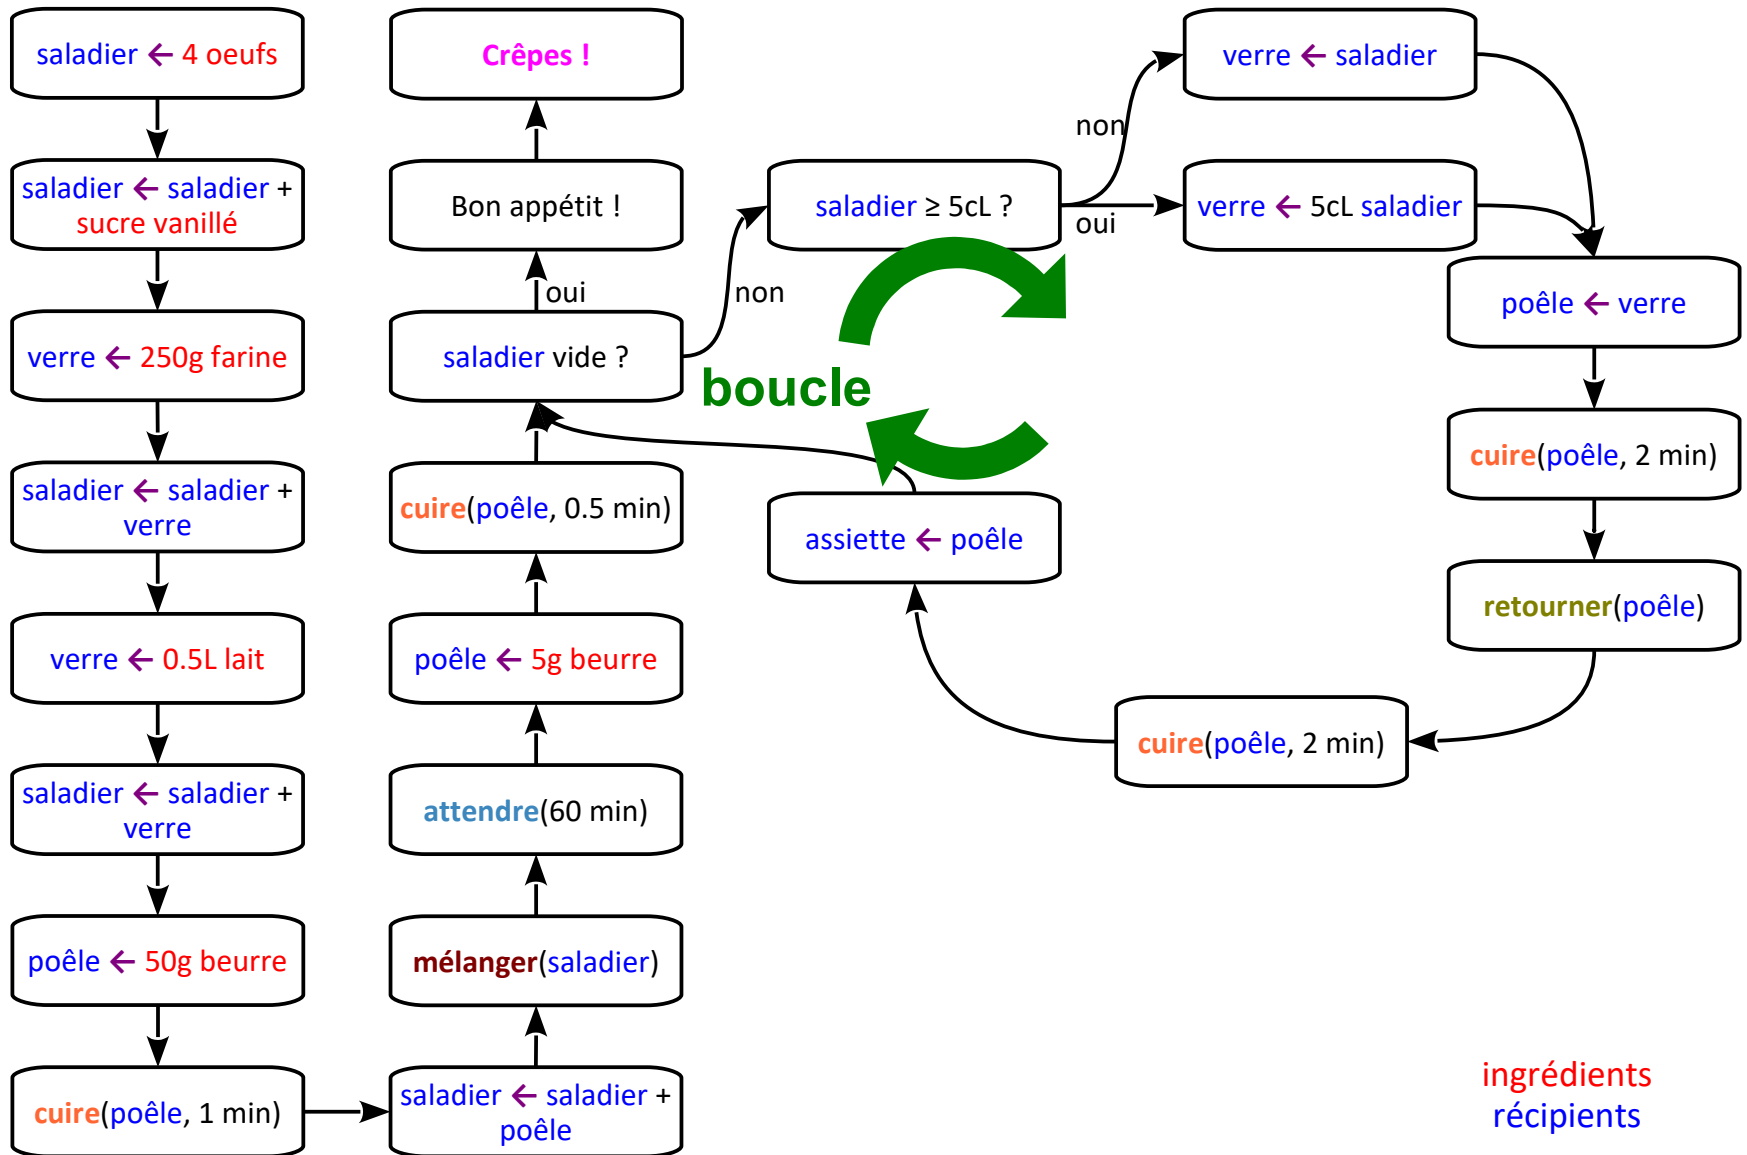 saladier ← 4 oeufs
saladier ← saladier +
sucre vanillé
verre ← 250g farine
saladier ← saladier +
verre
verre ← 0.5L lait
saladier ← saladier +
verre
poêle ← 50g beurre
cuire(poêle, 1 min)
saladier ← saladier +
poêle
mélanger(saladier)
attendre(60 min)
poêle ← 5g beurre
cuire(poêle, 0.5 min)
saladier vide ?
oui
Bon appétit !
Crêpes !
non
saladier ≥ 5cL ?
non
oui
verre ← saladier
verre ← 5cL saladier
poêle ← verre
cuire(poêle, 2 min)
retourner(poêle)
cuire(poêle, 2 min)
assiette ← poêle
boucle
ingrédients
récipients